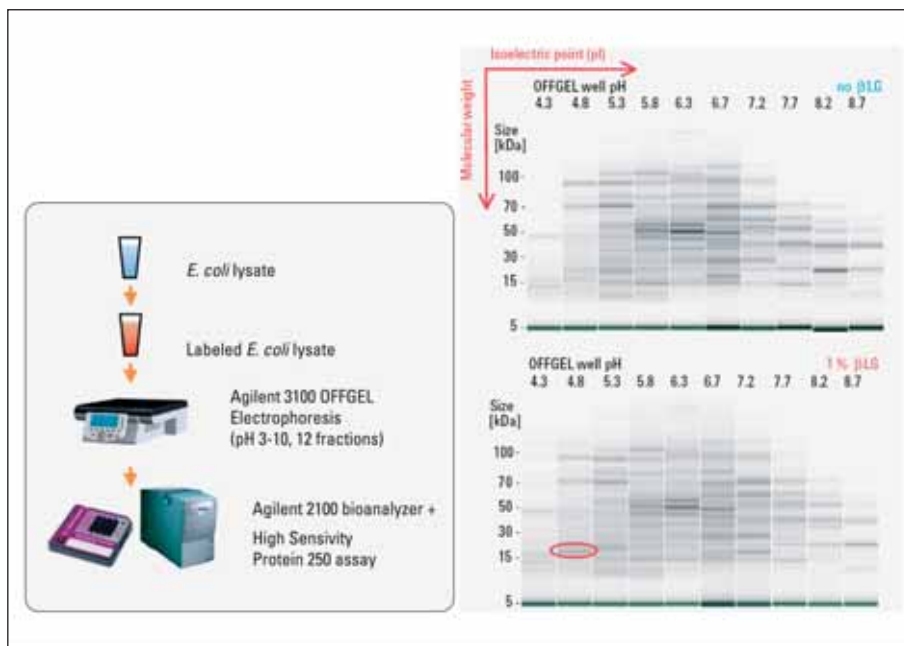 E. coli lysate
Labeled E. coli lysate
Agilent 3100 OFFGEL
Electrophoresis
(pH 3-10, 12 fractions)
Agilent 2100 bioanalyzer +
High Sensivity
Protein 250 assay
Isoelectric point (pI)
Molecular weight
OFFGEL well pH
no βLG
4.3 4.8 5.3 5.8 6.3 6.7 7.2 7.7 8.2 8.7
Size
[kDa]
100-
70 -
50 -
30 -
15 -
5 -
OFFGEL well pH
1 % βLG
4.3 4.8 5.3 5.8 6.3 6.7 7.2 7.7 8.2 8.7
Size
[kDa]
100-
70 -
50 -
30 -
15 -
5 -